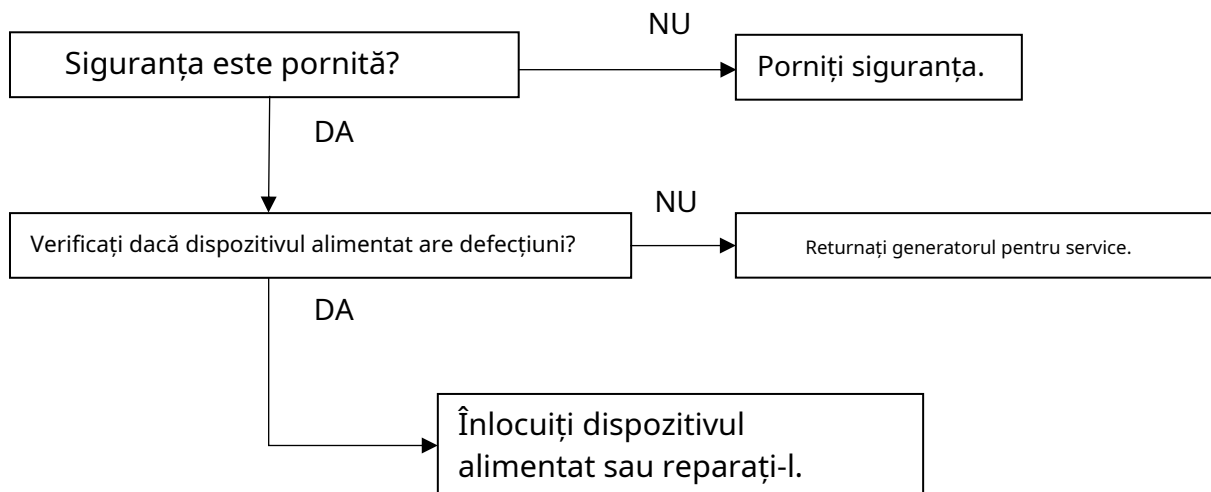 NU
Siguranța este pornită?
Porniți siguranța.
DA
NU
Verificați dacă dispozitivul alimentat are defecțiuni?
Returnați generatorul pentru service.
DA
Înlocuiți dispozitivul
alimentat sau reparați-l.